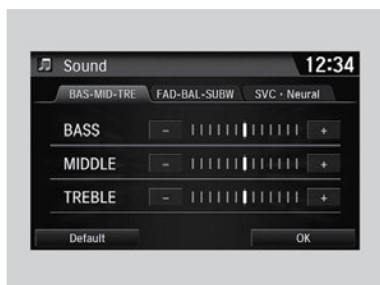 Sound 12:34
BAS-MID-TRE FAD-BAL-SUBW SVC・Neural
BASS - +
MIDDLE - +
TREBLE - +
Default OK